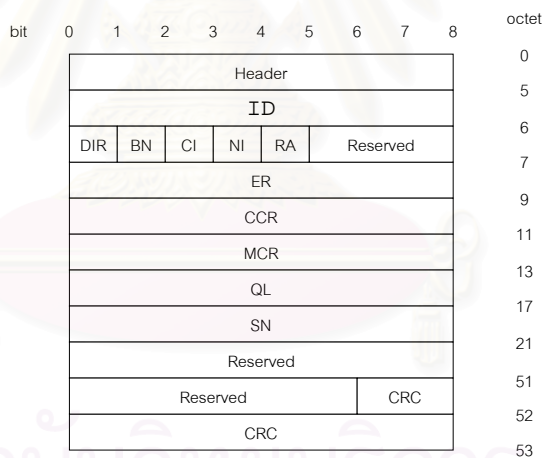 octet
bit 0 1 2 3 4 5 6 7 8
0
Header
5
ID
6
DIR BN CI NI RA Reserved
7
ER
9
CCR
11
MCR
13
QL
17
SN
21
Reserved
51
Reserved CRC
52
CRC
53